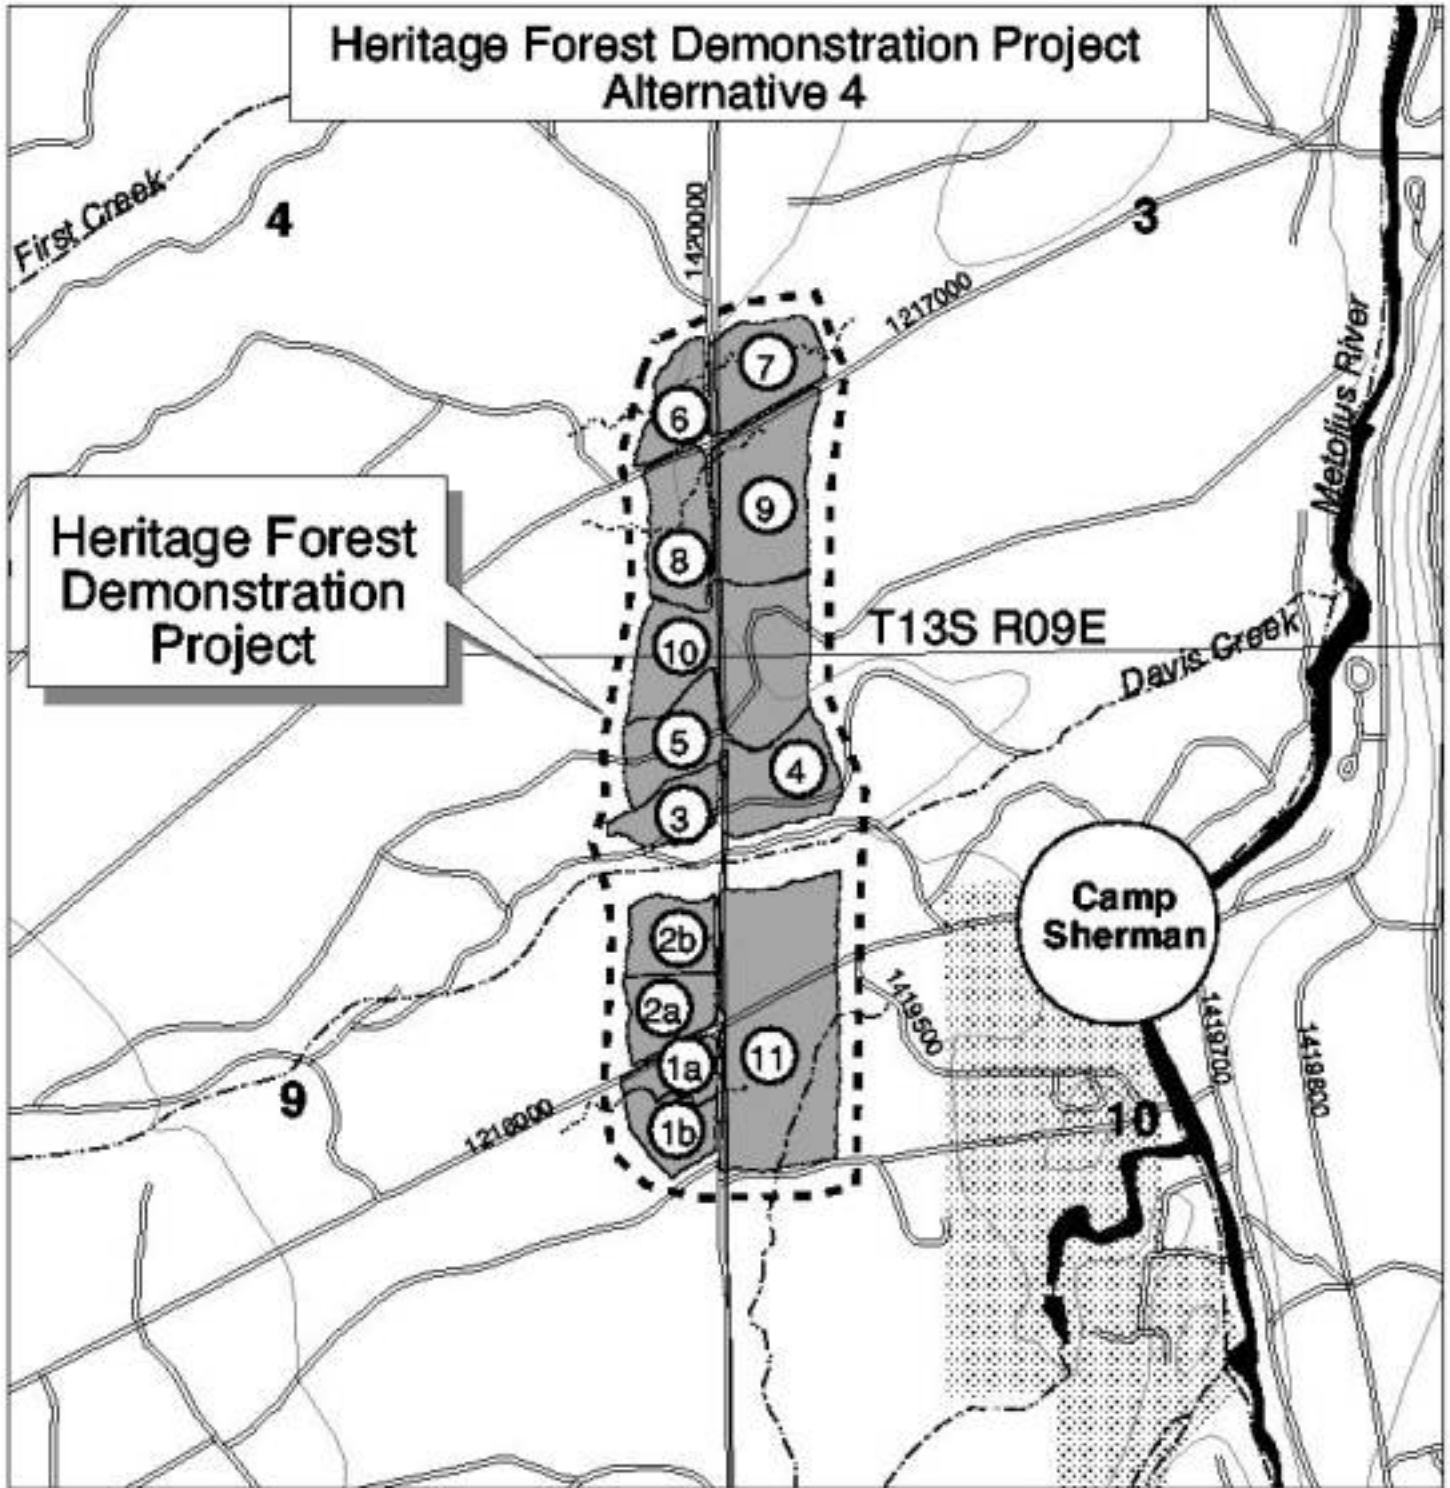 Heritage Forest Demonstration Project
Alternative 4
First Creek
4
1420000
3
1217000
Metolius River
7
6
9
8
Heritage Forest
Demonstration
Project
10
T13S R09E
Davis Creek
5
4
3
Camp
Sherman
2b
2a
1419500
1419700
1419800
1a
11
9
1216000
1b
10